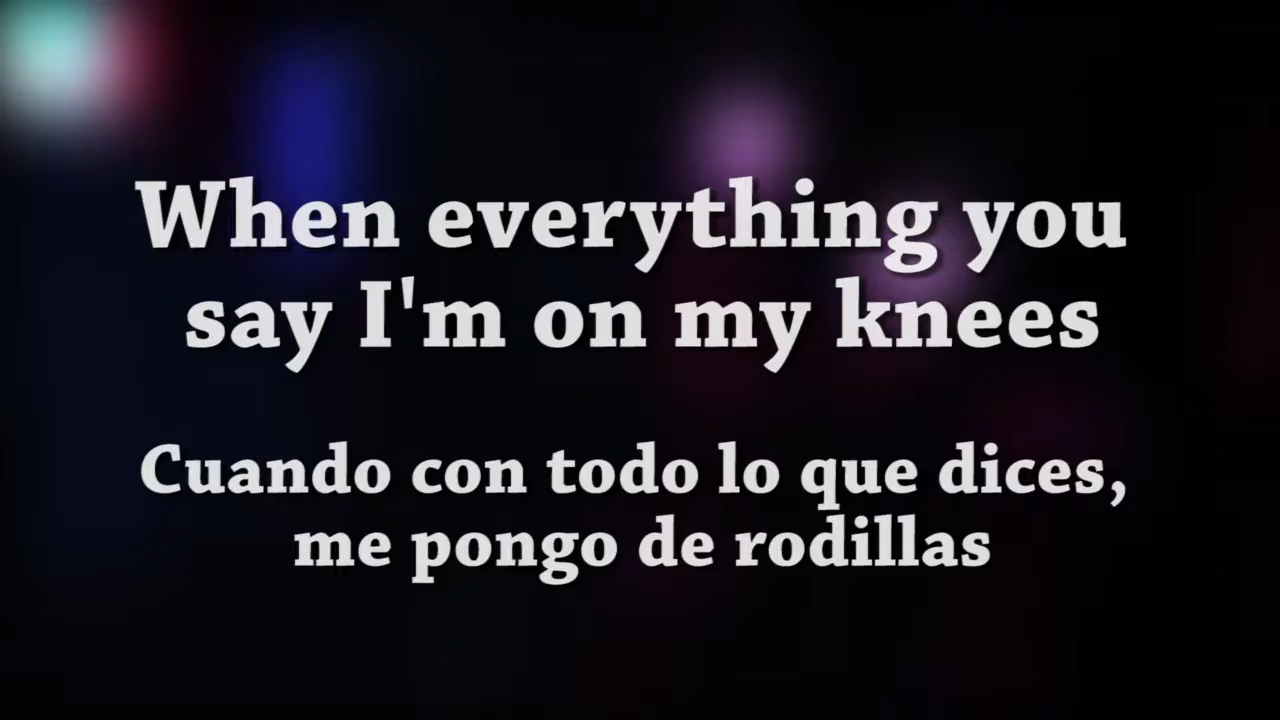 When everything you
say I'm on my knees
Cuando con todo lo que dices,
me pongo de rodillas